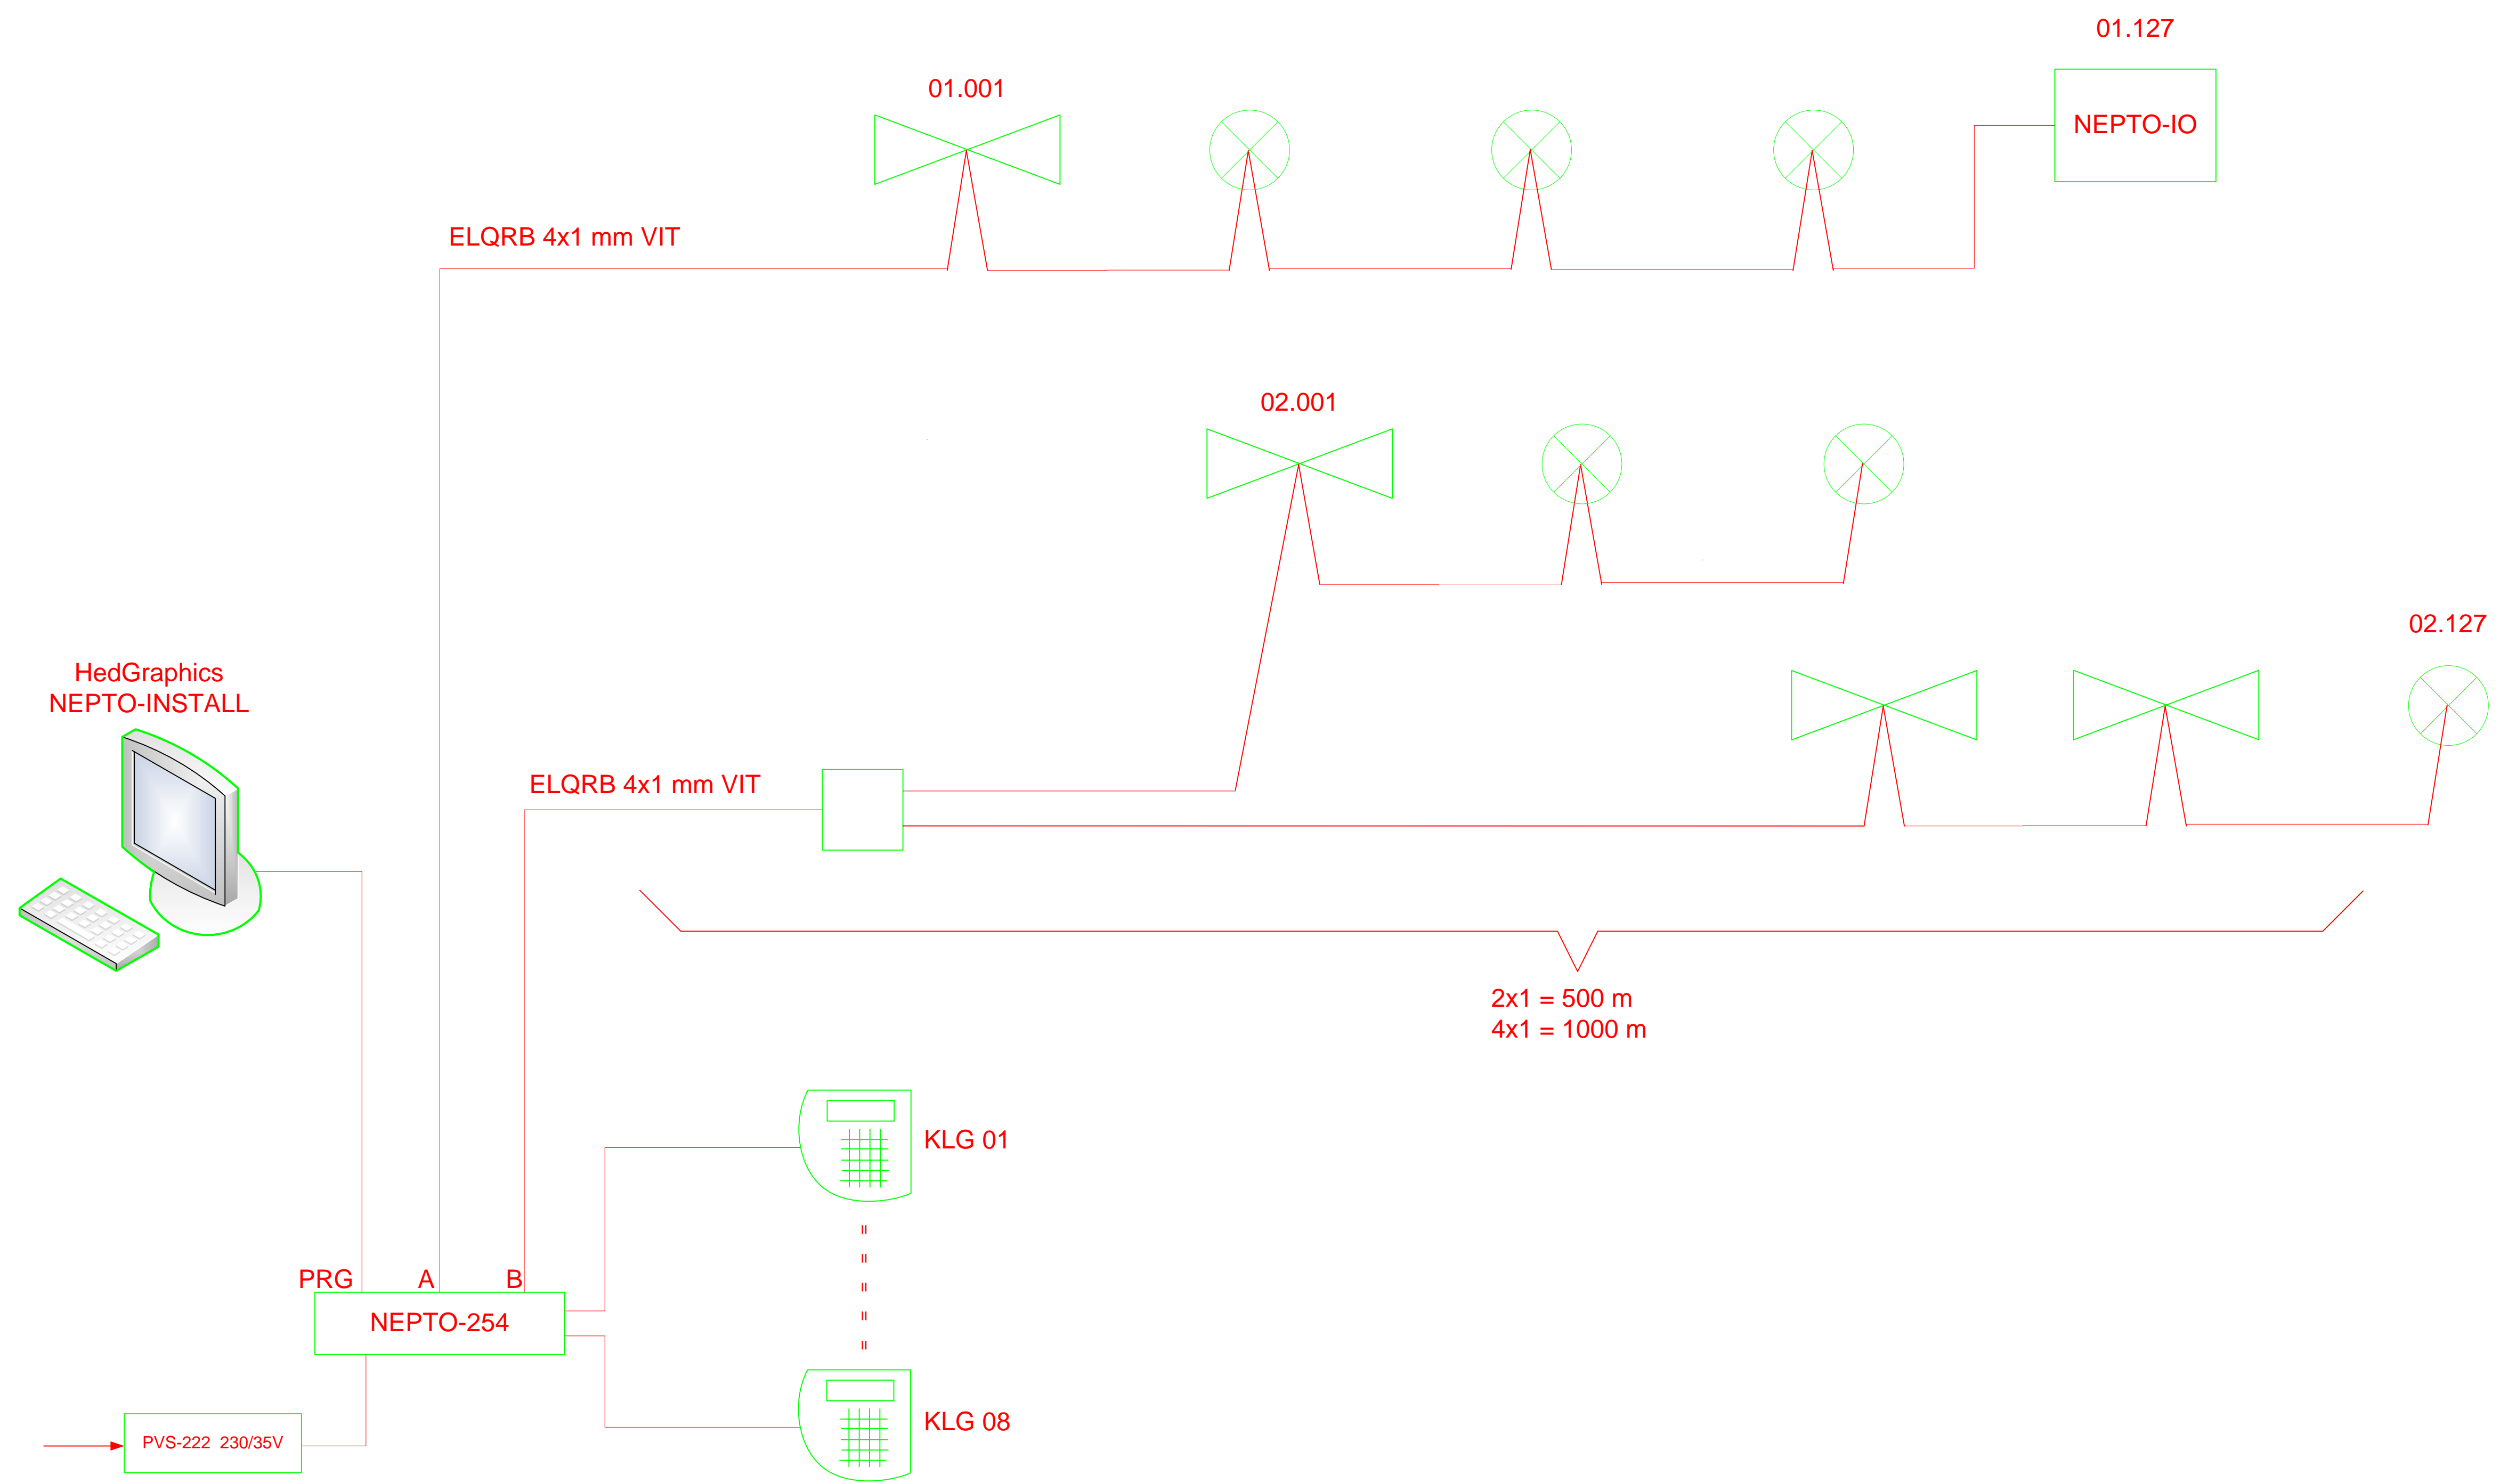 01.127
01.001
NEPTO-IO
ELQRB 4x1 mm VIT
02.001
02.127
HedGraphics
NEPTO-INSTALL
ELQRB 4x1 mm VIT
2x1 = 500 m
4x1 = 1000 m
KLG 01
PRG
A
B
NEPTO-254
KLG 08
PVS-222 230/35V